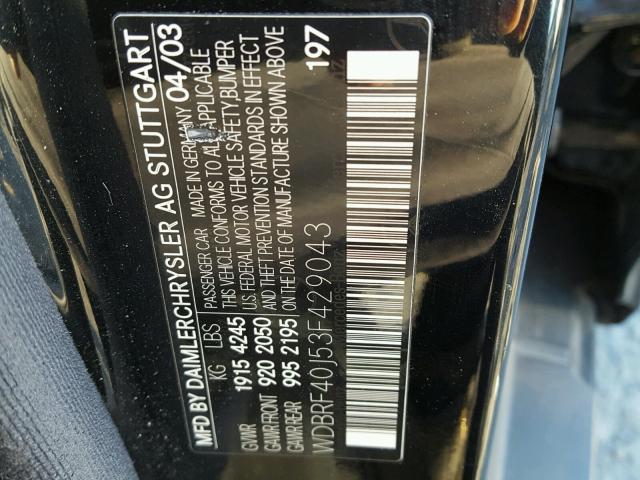 MFD BY DAIMLERCHRYSLER AG STUTTGART
KG LBS PASSENGER CAR MADE IN GERMANY 04/03
GVWR 1915 4245 THIS VEHICLE CONFORMS TO ALL APPLICABLE
U.S. FEDERAL MOTOR VEHICLE SAFETY BUMPER
GAWR FRONT 920 2050 AND THEFT PREVENTION STANDARDS IN EFFECT
GAWR REAR 995 2195 ON THE DATE OF MANUFACTURE SHOWN ABOVE
WDBRF40J53F429043 197